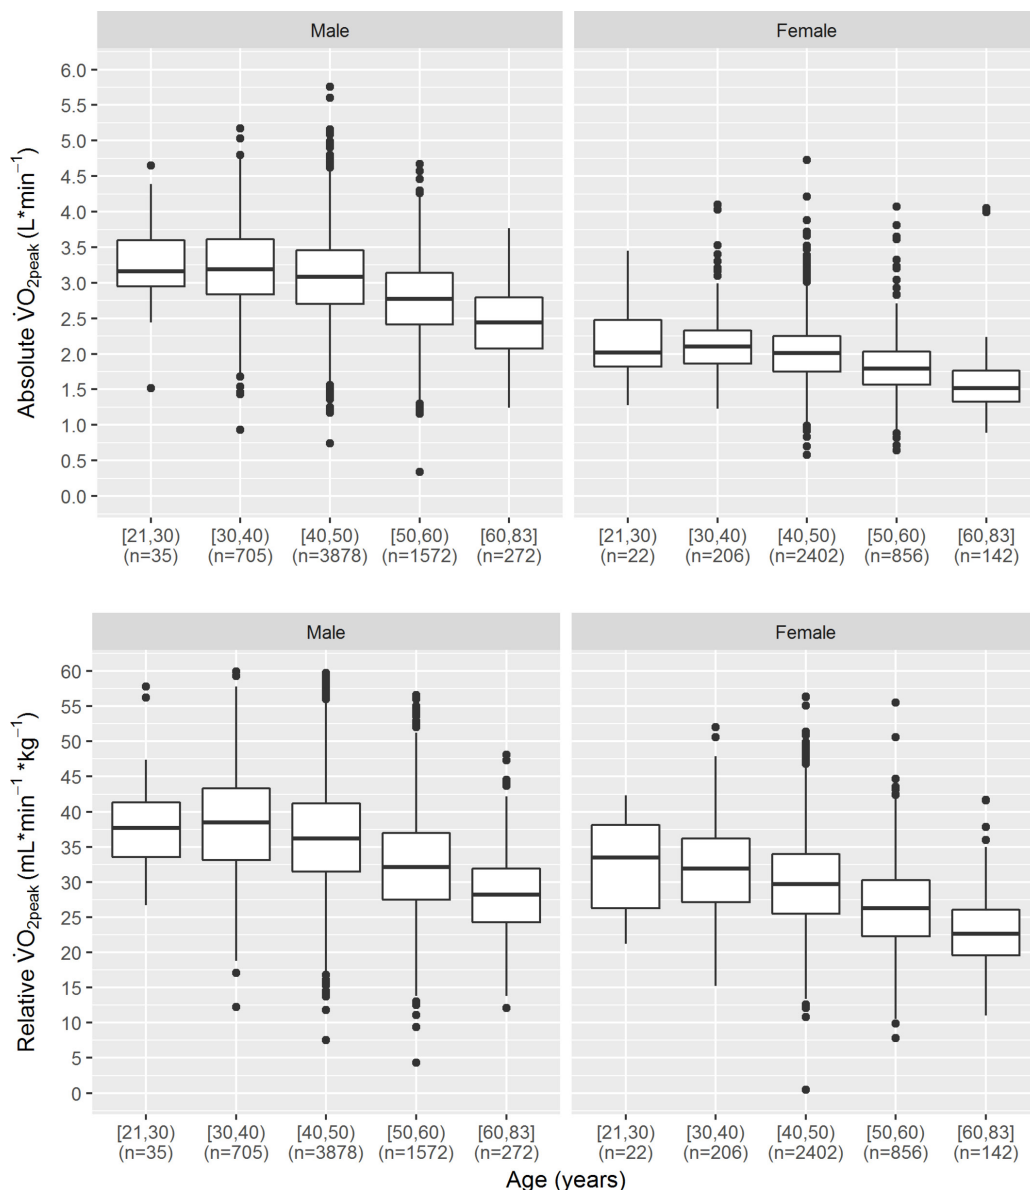 Male Female
Absolute V̇O2peak (L*min−1)
6.0
5.5
5.0
4.5
4.0
3.5
3.0
2.5
2.0
1.5
1.0
0.5
0.0
[21,30) [30,40) [40,50) [50,60) [60,83] [21,30) [30,40) [40,50) [50,60) [60,83]
(n=35) (n=705) (n=3878) (n=1572) (n=272) (n=22) (n=206) (n=2402) (n=856) (n=142)
Male Female
Relative V̇O2peak (mL*min−1 *kg−1)
60
55
50
45
40
35
30
25
20
15
10
5
0
[21,30) [30,40) [40,50) [50,60) [60,83] [21,30) [30,40) [40,50) [50,60) [60,83]
(n=35) (n=705) (n=3878) (n=1572) (n=272) (n=22) (n=206) (n=2402) (n=856) (n=142)
Age (years)